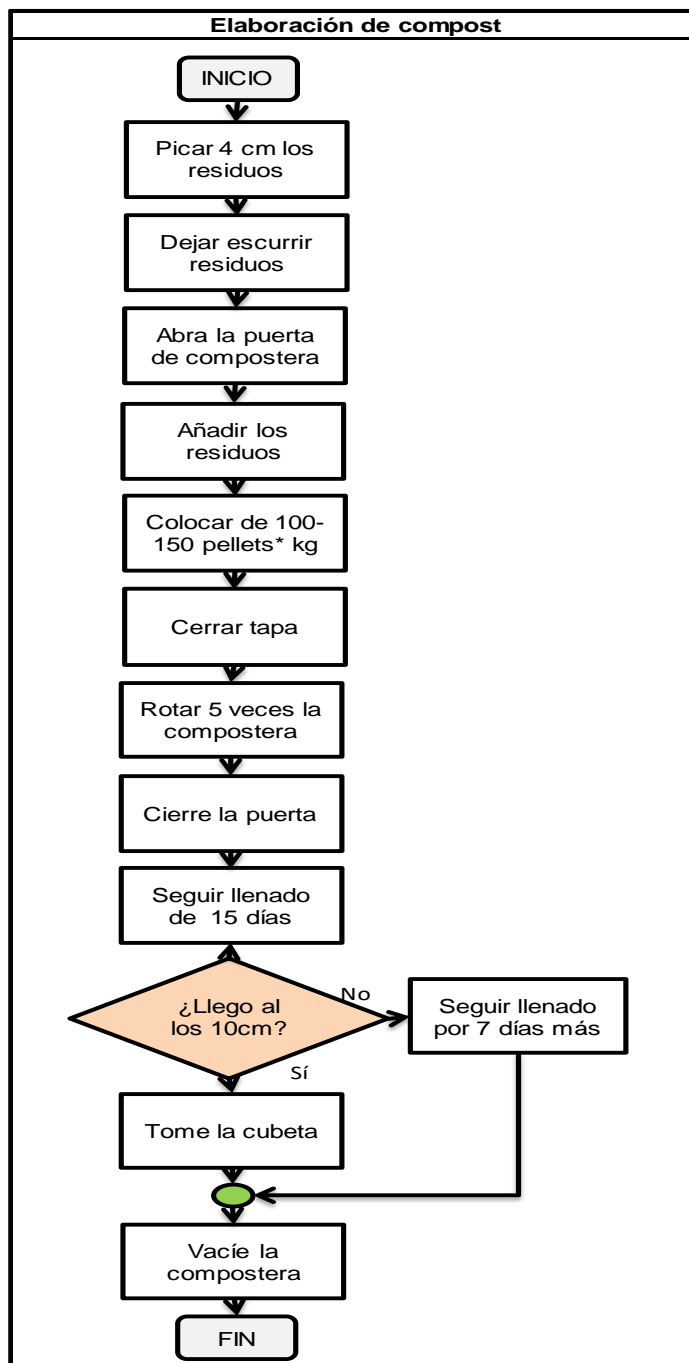 Elaboración de compost
INICIO
Picar 4 cm los
residuos
Dejar escurrir
residuos
Abra la puerta
de compostera
Añadir los
residuos
Colocar de 100-
150 pellets* kg
Cerrar tapa
Rotar 5 veces la
compostera
Cierre la puerta
Seguir llenado
de 15 días
¿Llego al
los 10cm?
No
Seguir llenado
por 7 días más
Sí
Tome la cubeta
Vacíe la
compostera
FIN